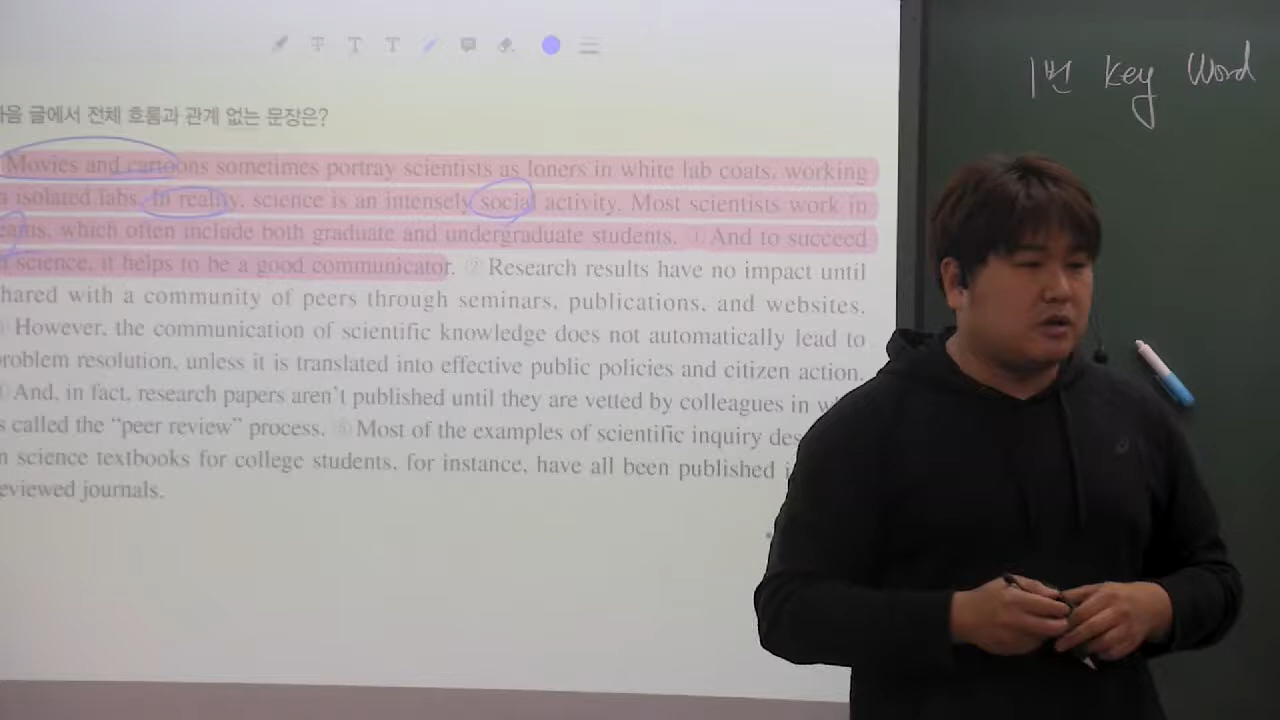 음 글에서 전체 흐름과 관계 없는 문장은?
Movies and cartoons sometimes portray scientists as loners in white lab coats, working
isolated labs. In reality, science is an intensely social activity. Most scientists work in
which often include both graduate and undergraduate students. ① And to succeed
science, it helps to be a good communicator. ② Research results have no impact until
hared with a community of peers through seminars, publications, and websites.
However, the communication of scientific knowledge does not automatically lead to
roblem resolution, unless it is translated into effective public policies and citizen action.
And, in fact, research papers aren't published until they are vetted by colleagues in
s called the "peer review" process. ⑤ Most of the examples of scientific inquiry des
n science textbooks for college students, for instance, have all been published
eviewed journals.
1번 Key Word